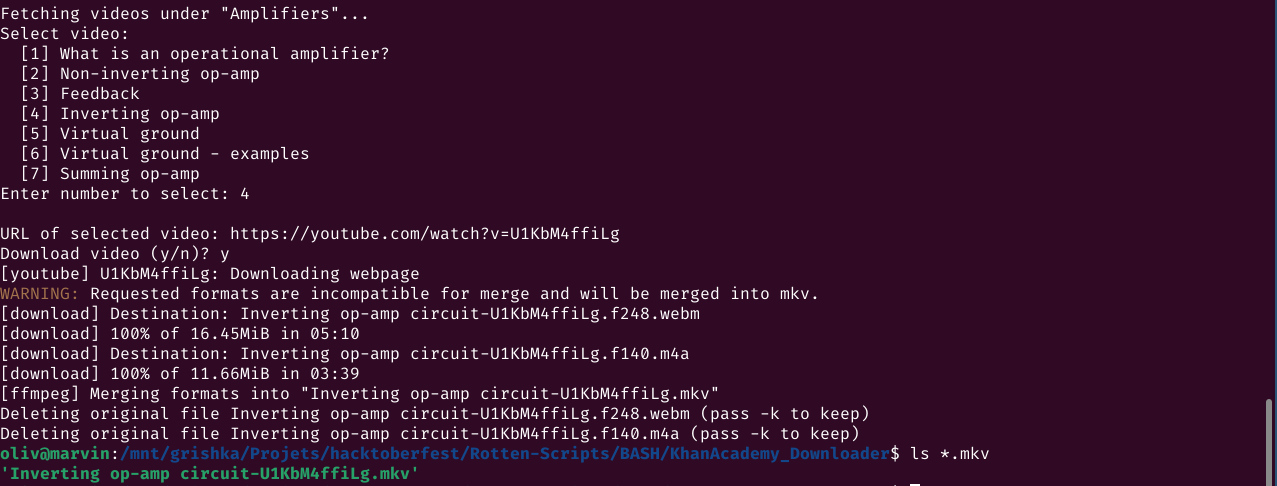 Fetching videos under "Amplifiers"...
Select video:
  [1] What is an operational amplifier?
  [2] Non-inverting op-amp
  [3] Feedback
  [4] Inverting op-amp
  [5] Virtual ground
  [6] Virtual ground - examples
  [7] Summing op-amp
Enter number to select: 4

URL of selected video: https://youtube.com/watch?v=U1KbM4ffiLg
Download video (y/n)? y
[youtube] U1KbM4ffiLg: Downloading webpage
WARNING: Requested formats are incompatible for merge and will be merged into mkv.
[download] Destination: Inverting op-amp circuit-U1KbM4ffiLg.f248.webm
[download] 100% of 16.45MiB in 05:10
[download] Destination: Inverting op-amp circuit-U1KbM4ffiLg.f140.m4a
[download] 100% of 11.66MiB in 03:39
[ffmpeg] Merging formats into "Inverting op-amp circuit-U1KbM4ffiLg.mkv"
Deleting original file Inverting op-amp circuit-U1KbM4ffiLg.f248.webm (pass -k to keep)
Deleting original file Inverting op-amp circuit-U1KbM4ffiLg.f140.m4a (pass -k to keep)
oliv@marvin:/mnt/grishka/Projets/hacktoberfest/Rotten-Scripts/BASH/KhanAcademy_Downloader$ ls *.mkv
'Inverting op-amp circuit-U1KbM4ffiLg.mkv'